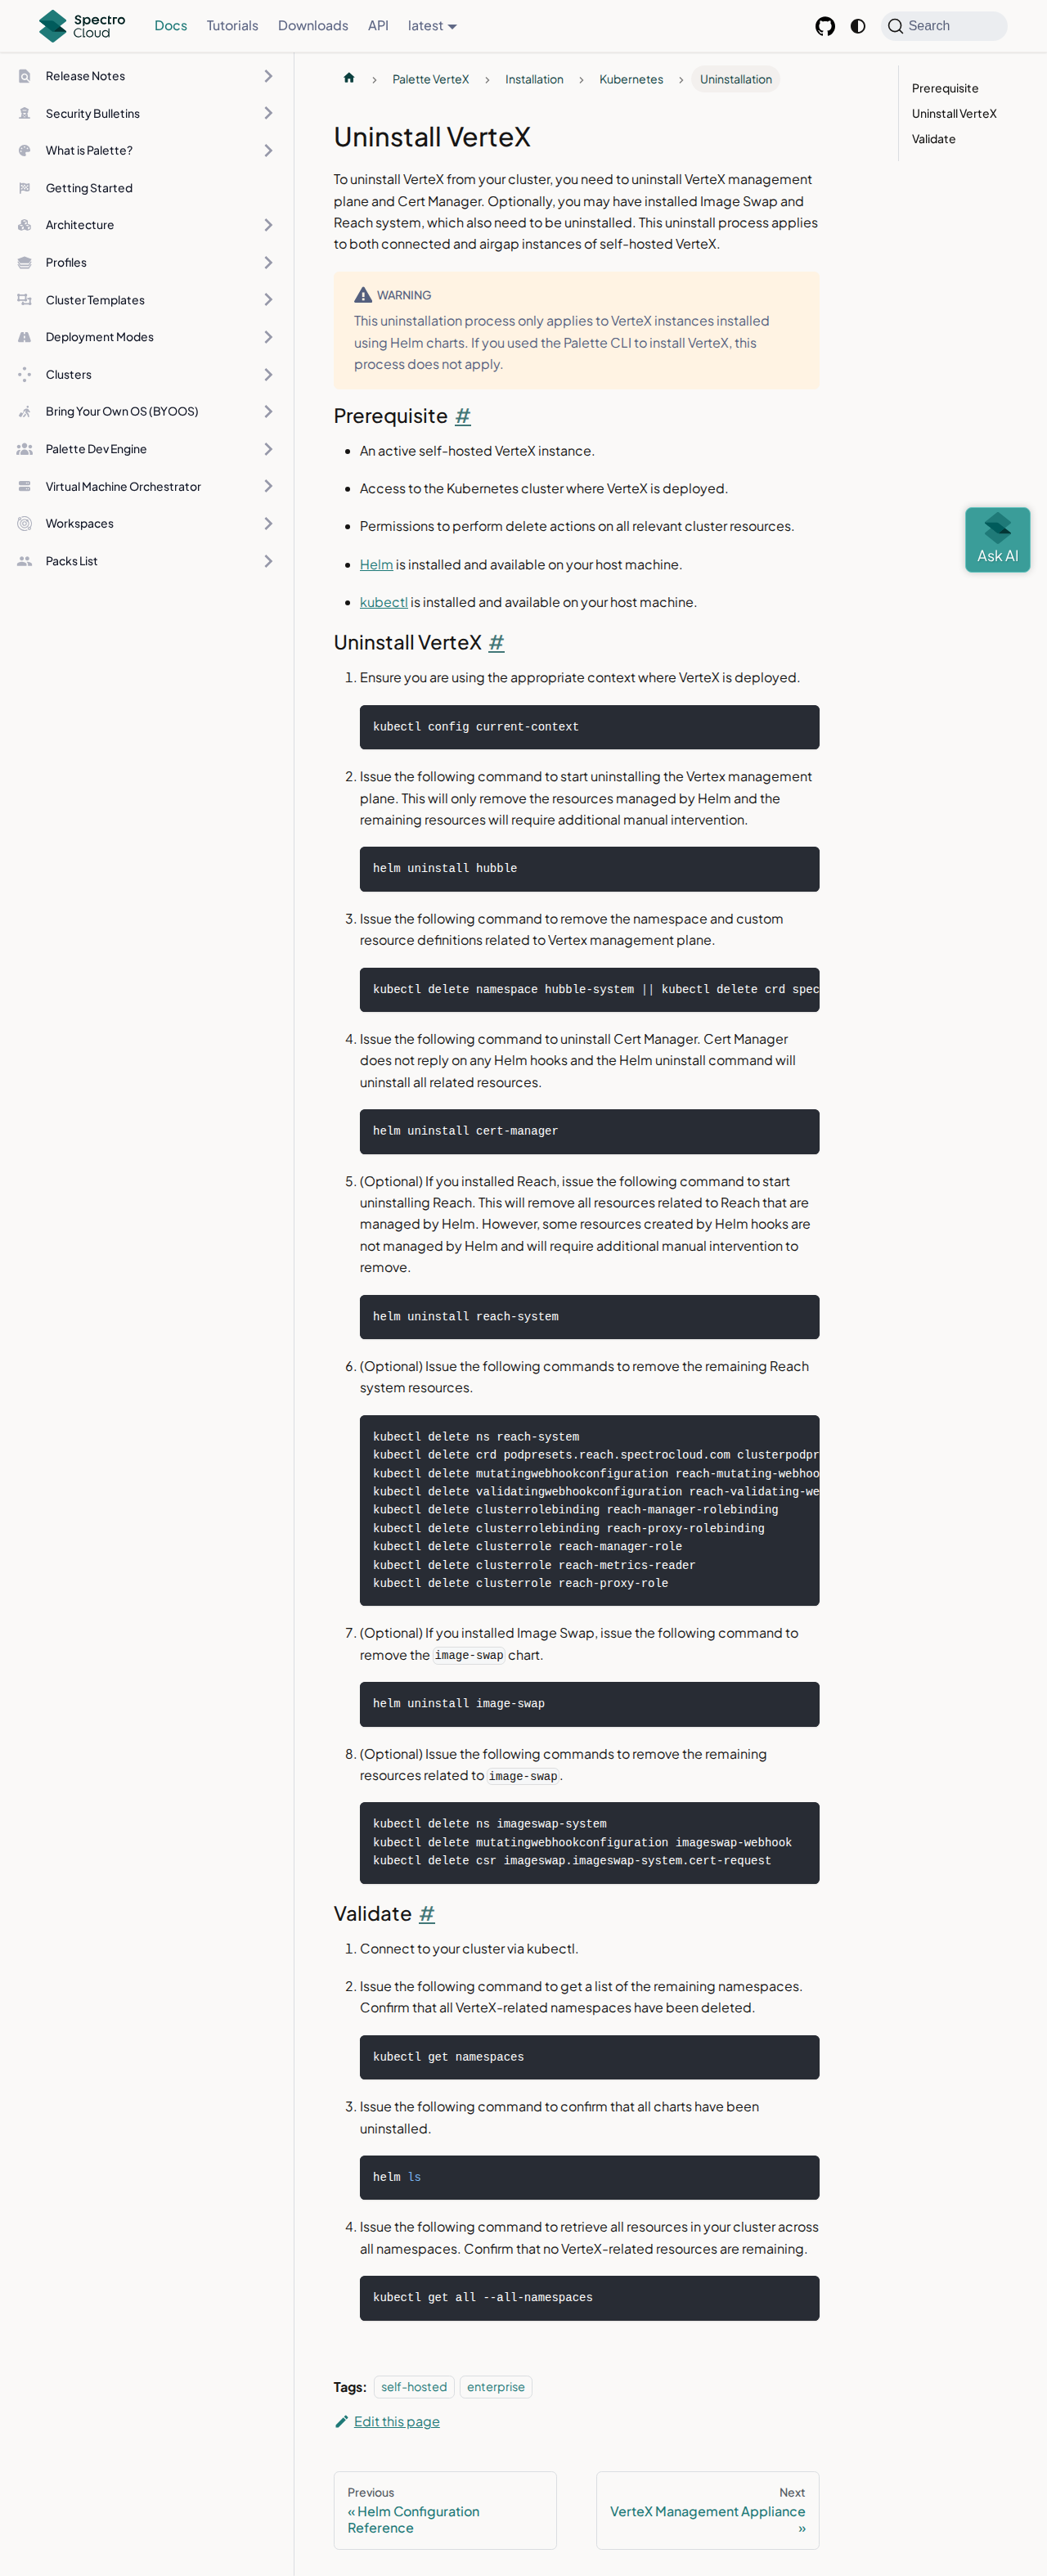 Spectro
Cloud
Docs
Tutorials
Downloads
API
latest
Search
Release Notes
Security Bulletins
What is Palette?
Getting Started
Architecture
Profiles
Cluster Templates
Deployment Modes
Clusters
Bring Your Own OS (BYOOS)
Palette Dev Engine
Virtual Machine Orchestrator
Workspaces
Packs List
Palette VerteX
Installation
Kubernetes
Uninstallation
Uninstall VerteX
To uninstall VerteX from your cluster, you need to uninstall VerteX management
plane and Cert Manager. Optionally, you may have installed Image Swap and
Reach system, which also need to be uninstalled. This uninstall process applies
to both connected and airgap instances of self-hosted VerteX.
WARNING
This uninstallation process only applies to VerteX instances installed
using Helm charts. If you used the Palette CLI to install VerteX, this
process does not apply.
Prerequisite #
An active self-hosted VerteX instance.
Access to the Kubernetes cluster where VerteX is deployed.
Permissions to perform delete actions on all relevant cluster resources.
Helm is installed and available on your host machine.
kubectl is installed and available on your host machine.
Uninstall VerteX #
1. Ensure you are using the appropriate context where VerteX is deployed.
kubectl config current-context
2. Issue the following command to start uninstalling the Vertex management
plane. This will only remove the resources managed by Helm and the
remaining resources will require additional manual intervention.
helm uninstall hubble
3. Issue the following command to remove the namespace and custom
resource definitions related to Vertex management plane.
kubectl delete namespace hubble-system || kubectl delete crd spec
4. Issue the following command to uninstall Cert Manager. Cert Manager
does not reply on any Helm hooks and the Helm uninstall command will
uninstall all related resources.
helm uninstall cert-manager
5. (Optional) If you installed Reach, issue the following command to start
uninstalling Reach. This will remove all resources related to Reach that are
managed by Helm. However, some resources created by Helm hooks are
not managed by Helm and will require additional manual intervention to
remove.
helm uninstall reach-system
6. (Optional) Issue the following commands to remove the remaining Reach
system resources.
kubectl delete ns reach-system
kubectl delete crd podpresets.reach.spectrocloud.com clusterpodpr
kubectl delete mutatingwebhookconfiguration reach-mutating-webhoo
kubectl delete validatingwebhookconfiguration reach-validating-we
kubectl delete clusterrolebinding reach-manager-rolebinding
kubectl delete clusterrolebinding reach-proxy-rolebinding
kubectl delete clusterrole reach-manager-role
kubectl delete clusterrole reach-metrics-reader
kubectl delete clusterrole reach-proxy-role
7. (Optional) If you installed Image Swap, issue the following command to
remove the image-swap chart.
helm uninstall image-swap
8. (Optional) Issue the following commands to remove the remaining
resources related to image-swap.
kubectl delete ns imageswap-system
kubectl delete mutatingwebhookconfiguration imageswap-webhook
kubectl delete csr imageswap.imageswap-system.cert-request
Validate #
1. Connect to your cluster via kubectl.
2. Issue the following command to get a list of the remaining namespaces.
Confirm that all VerteX-related namespaces have been deleted.
kubectl get namespaces
3. Issue the following command to confirm that all charts have been
uninstalled.
helm ls
4. Issue the following command to retrieve all resources in your cluster across
all namespaces. Confirm that no VerteX-related resources are remaining.
kubectl get all --all-namespaces
Tags: self-hosted enterprise
Edit this page
Previous
« Helm Configuration
Reference
Next
VerteX Management Appliance
»
Prerequisite
Uninstall VerteX
Validate
Ask AI